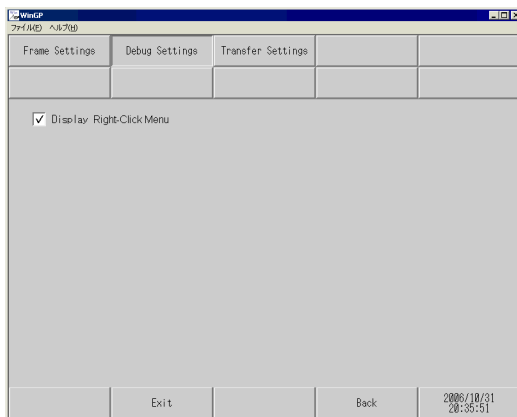 WinGP
ファイル(F) ヘルプ(H)
Frame Settings Debug Settings Transfer Settings
Display Right-Click Menu
Exit Back 2006/10/31
20:35:51